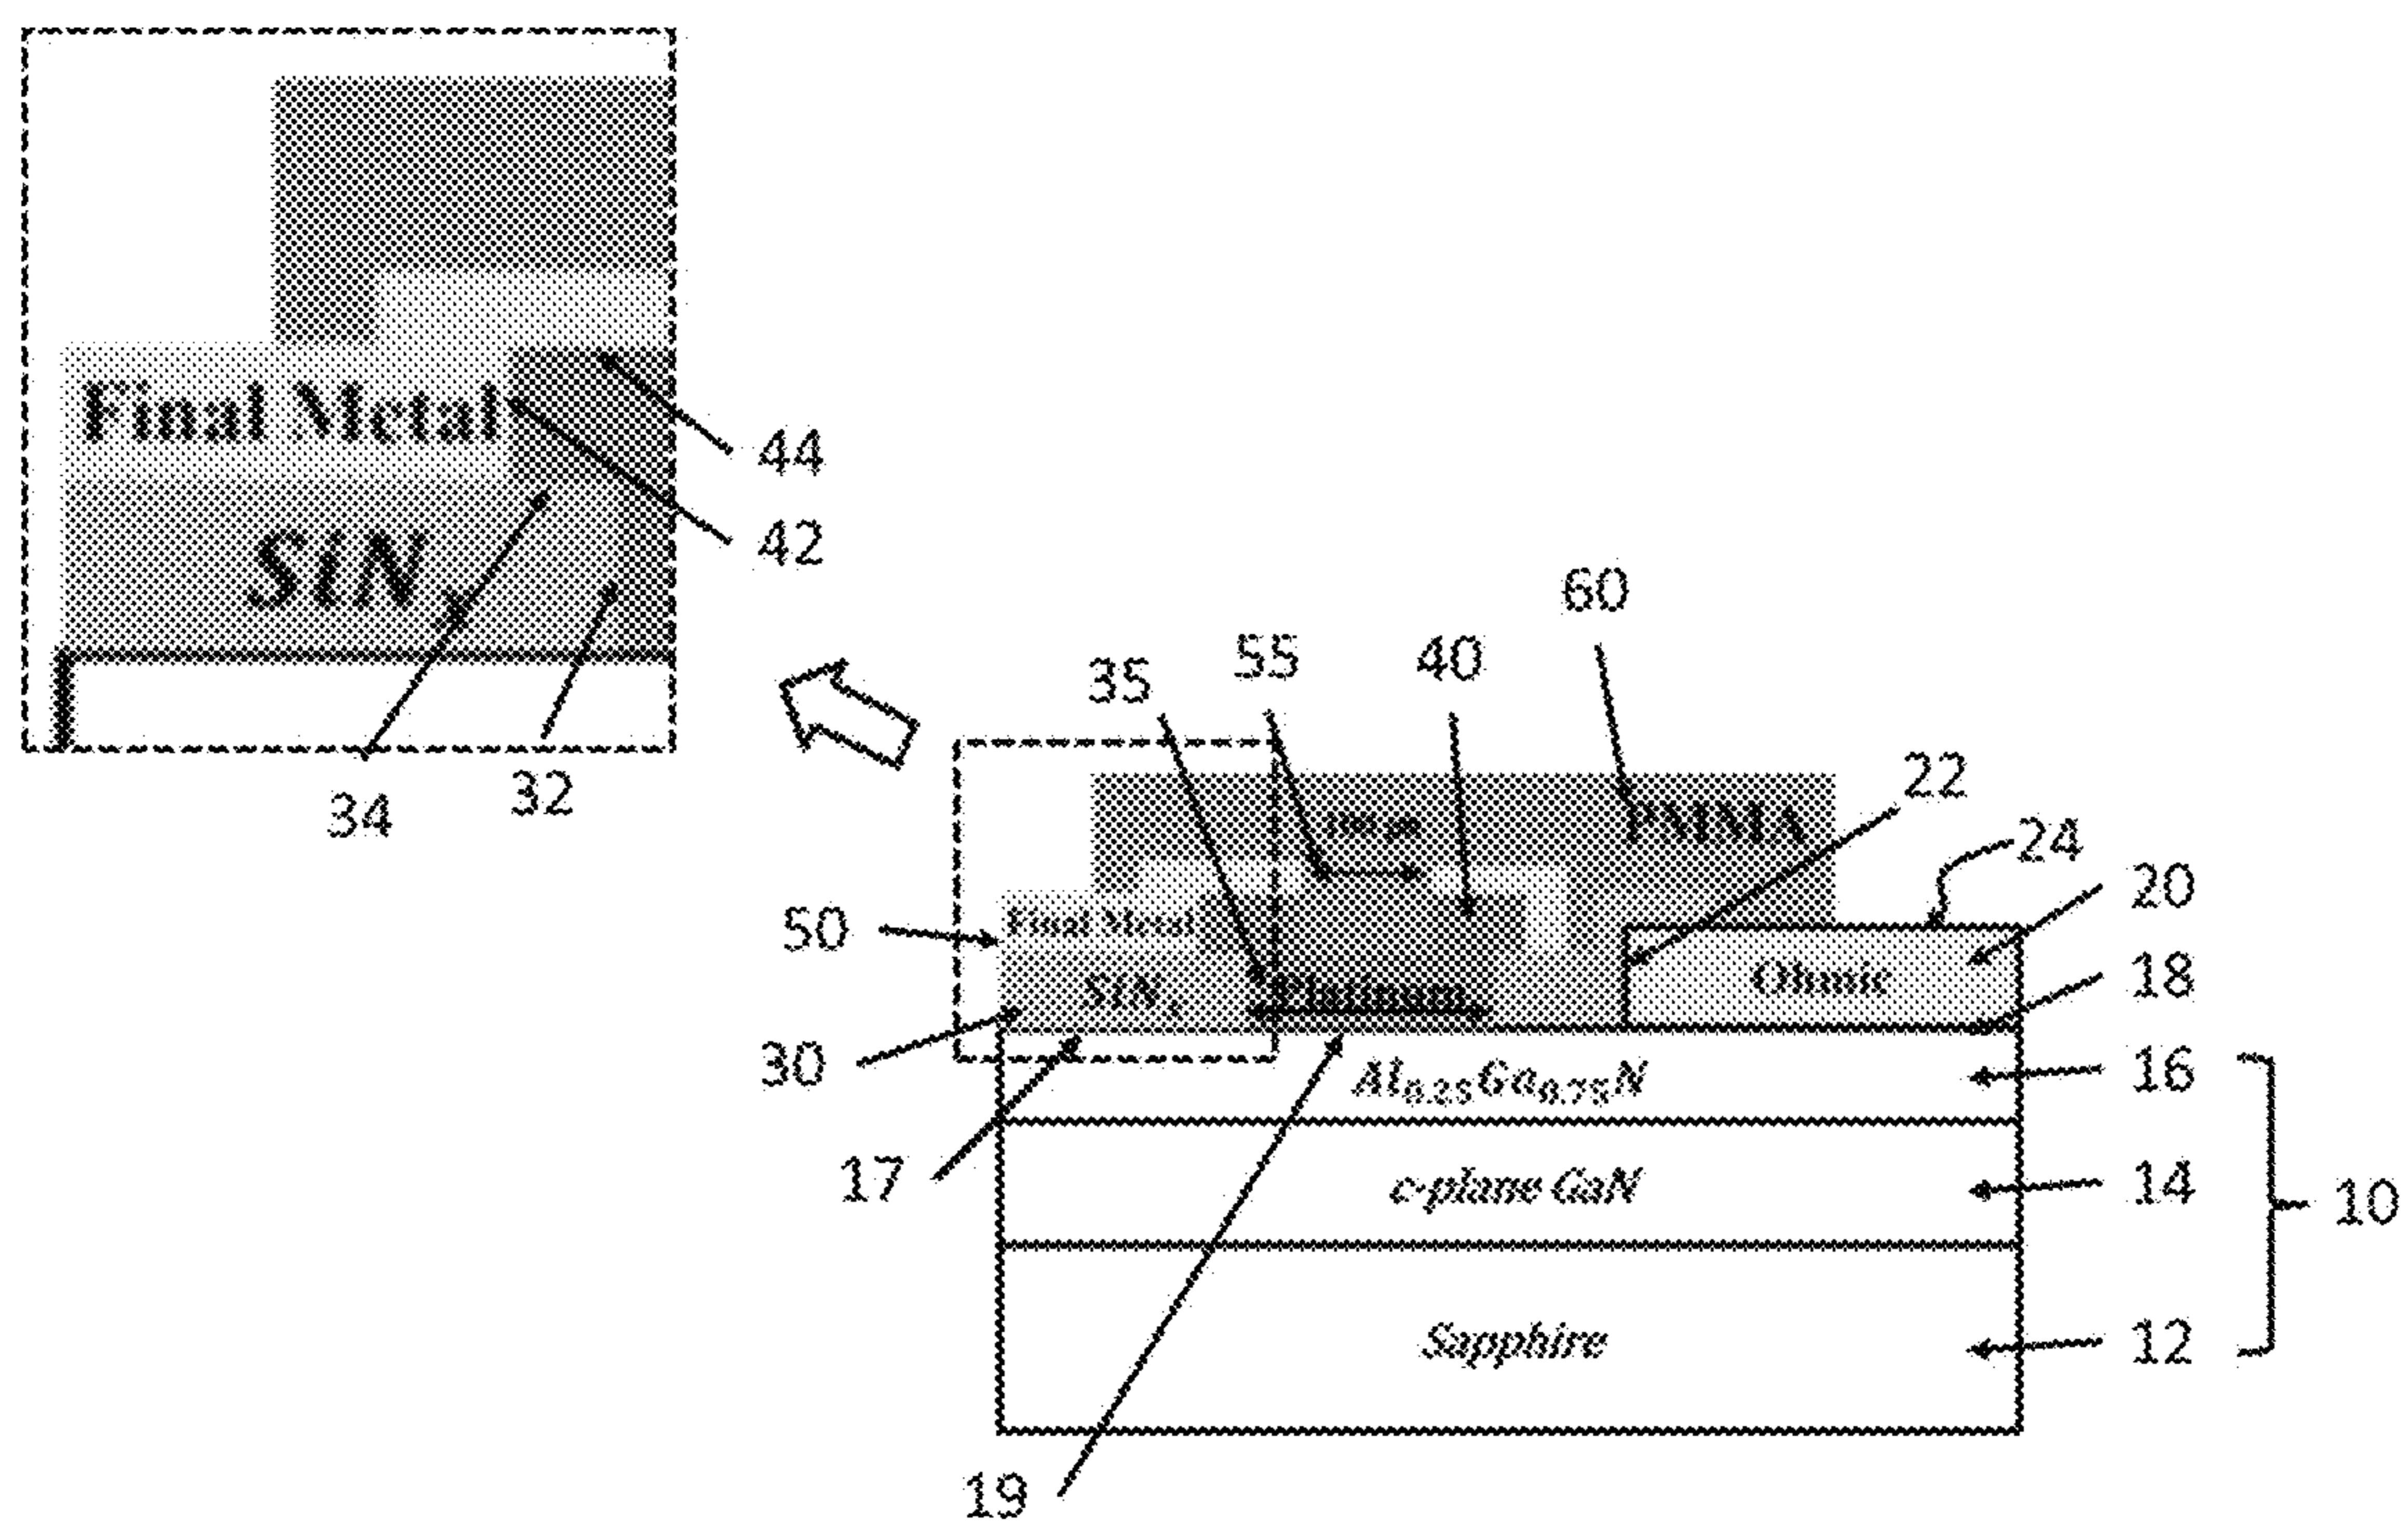 Final Metal
SiNx
44
42
34
32
60
55
40
35
22
24
PMMA
20
50
Final Metal
Ohmic
18
SiNx
Platinum
30
16
Al0.25Ga0.75N
17
14
c-plane GaN
10
12
Sapphire
19